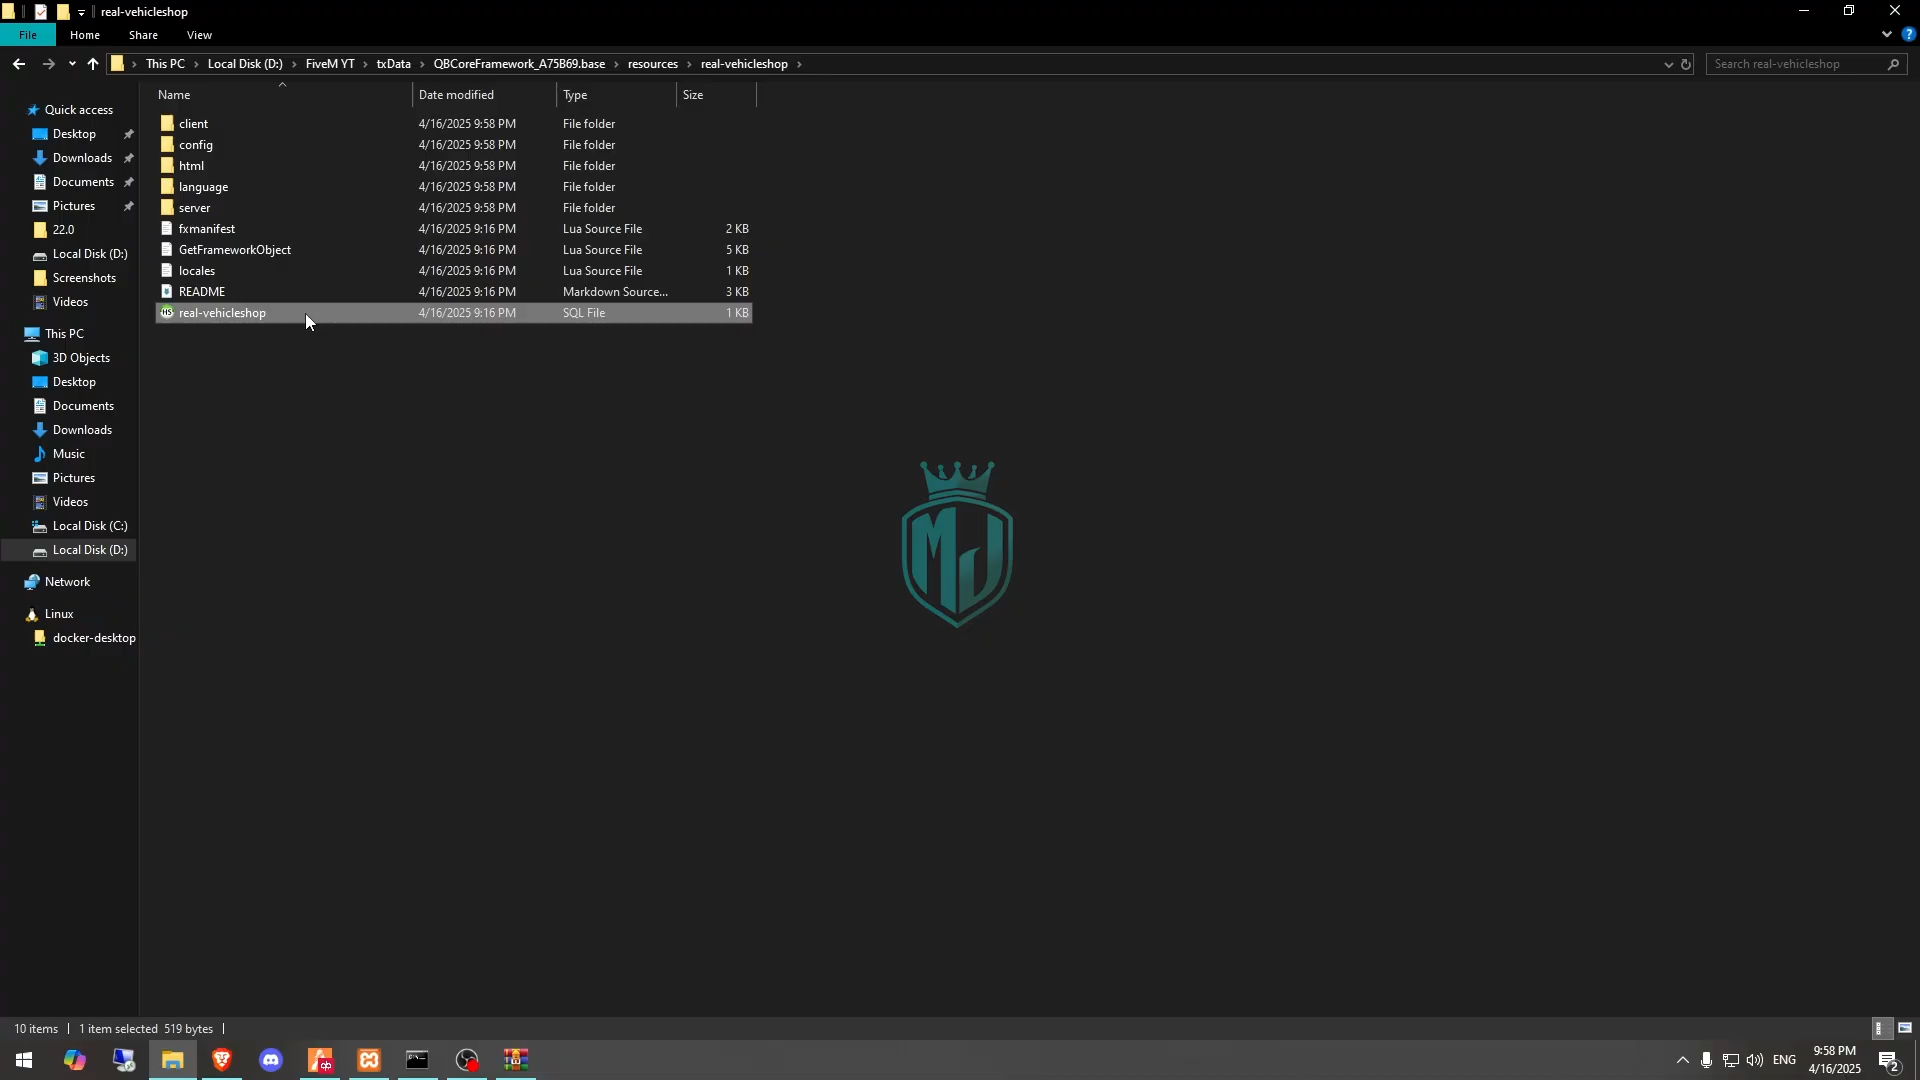 real-vehicleshop
File Home Share View
This PC Local Disk (D:) FiveM YT txData QBCoreFramework_A75B69.base resources real-vehicleshop
Search real-vehicleshop
Name Date modified Type Size
client 4/16/2025 9:58 PM File folder
config 4/16/2025 9:58 PM File folder
html 4/16/2025 9:58 PM File folder
language 4/16/2025 9:58 PM File folder
server 4/16/2025 9:58 PM File folder
fxmanifest 4/16/2025 9:16 PM Lua Source File 2 KB
GetFrameworkObject 4/16/2025 9:16 PM Lua Source File 5 KB
locales 4/16/2025 9:16 PM Lua Source File 1 KB
README 4/16/2025 9:16 PM Markdown Source... 3 KB
real-vehicleshop 4/16/2025 9:16 PM SQL File 1 KB
Quick access
Desktop
Downloads
Documents
Pictures
22.0
Local Disk (D:)
Screenshots
Videos
This PC
3D Objects
Desktop
Documents
Downloads
Music
Pictures
Videos
Local Disk (C:)
Local Disk (D:)
Network
Linux
docker-desktop
MJ
10 items 1 item selected 519 bytes
ENG
9:58 PM
4/16/2025
2